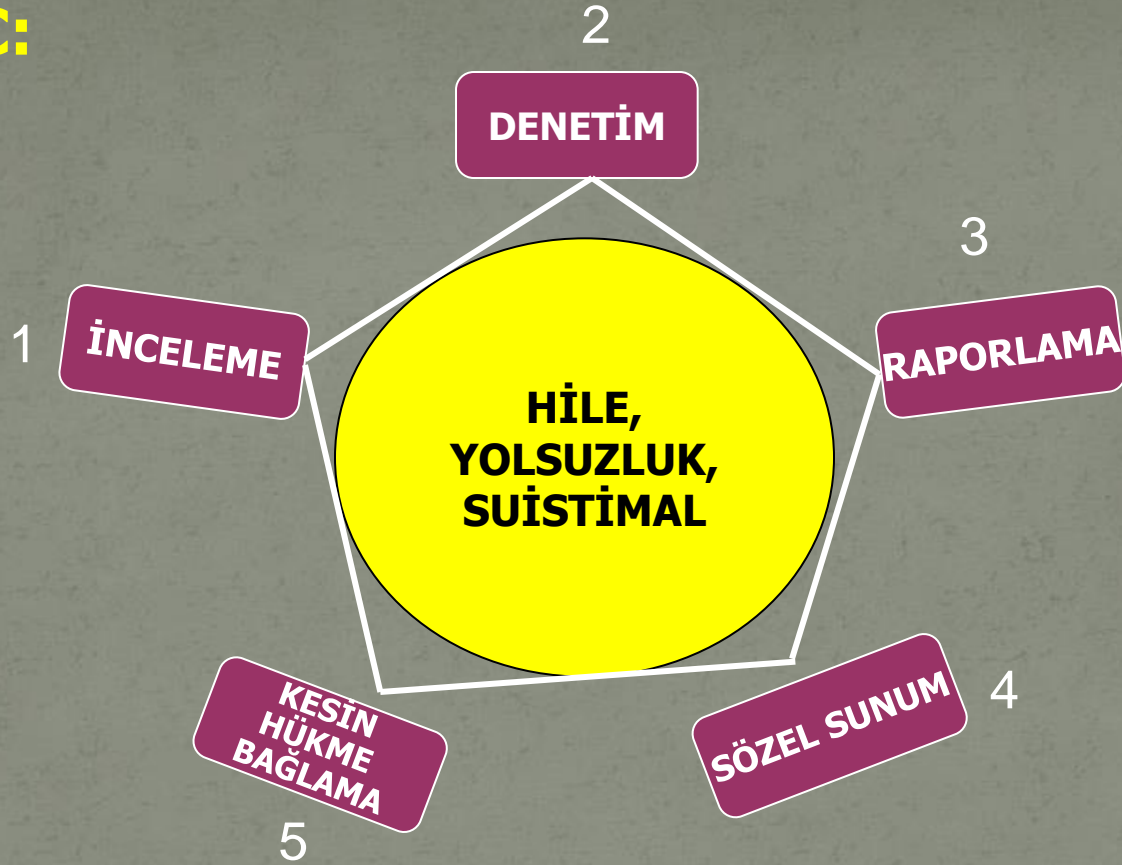 C:
2
DENETİM
3
1
İNCELEME
RAPORLAMA
HİLE,
YOLSUZLUK,
SUİSTİMAL
KESİN
HÜKME
BAĞLAMA
SÖZEL SUNUM
4
5